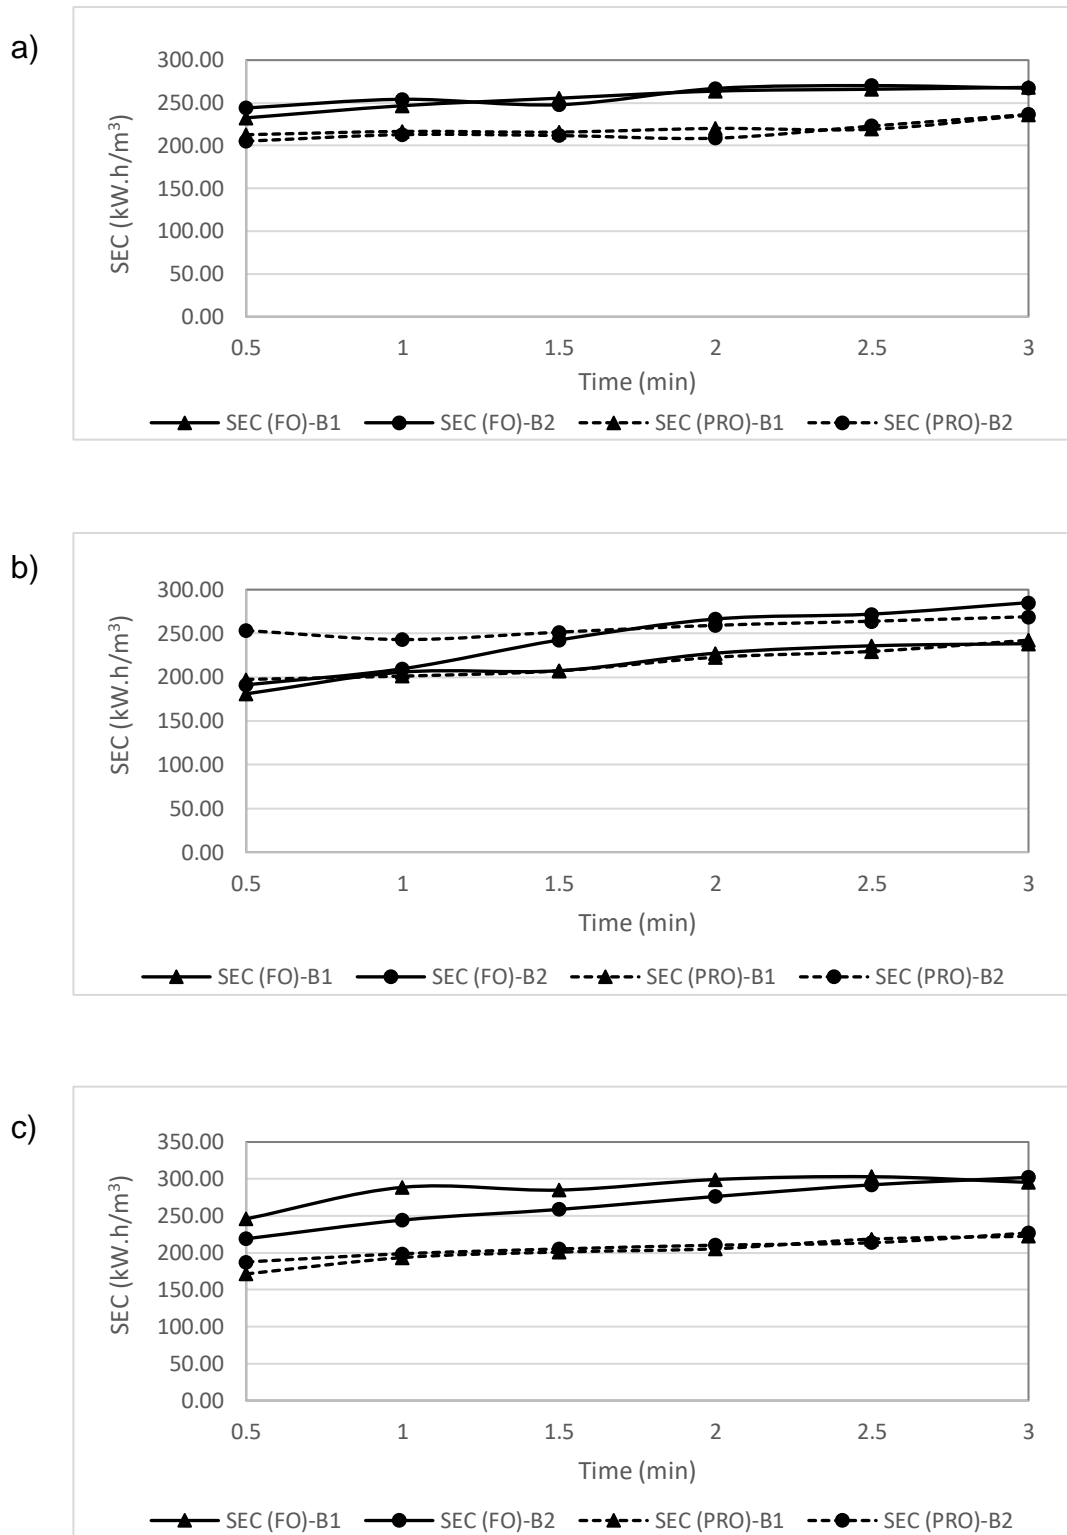 a)
300.00
250.00
200.00
150.00
100.00
50.00
0.00
SEC (kW.h/m³)
0.5 1 1.5 2 2.5 3
Time (min)
SEC (FO)-B1 SEC (FO)-B2 SEC (PRO)-B1 SEC (PRO)-B2
b)
300.00
250.00
200.00
150.00
100.00
50.00
0.00
SEC (kW.h/m³)
0.5 1 1.5 2 2.5 3
Time (min)
SEC (FO)-B1 SEC (FO)-B2 SEC (PRO)-B1 SEC (PRO)-B2
c)
350.00
300.00
250.00
200.00
150.00
100.00
50.00
0.00
SEC (kW.h/m³)
0.5 1 1.5 2 2.5 3
Time (min)
SEC (FO)-B1 SEC (FO)-B2 SEC (PRO)-B1 SEC (PRO)-B2